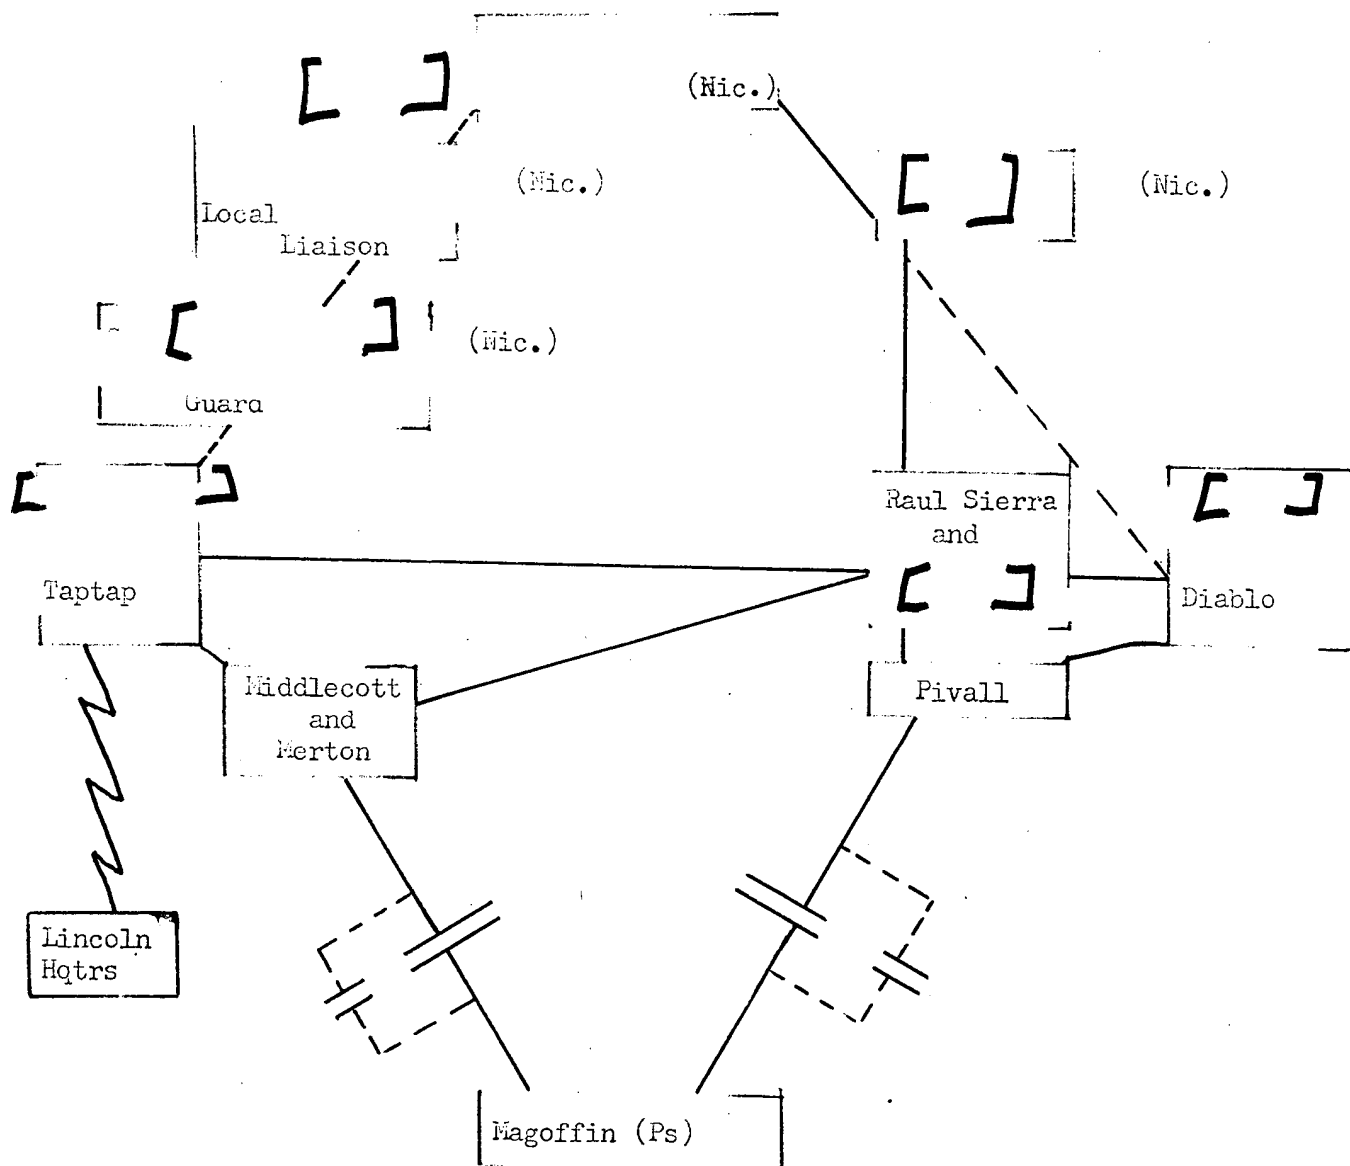 (Nic.)
(Nic.)
(Nic.)
Local
Liaison
(Nic.)
Guard
Raul Sierra
and
Taptap
Diablo
Middlecott
and
Merton
Pivall
Lincoln
Hqtrs
Magoffin (Ps)